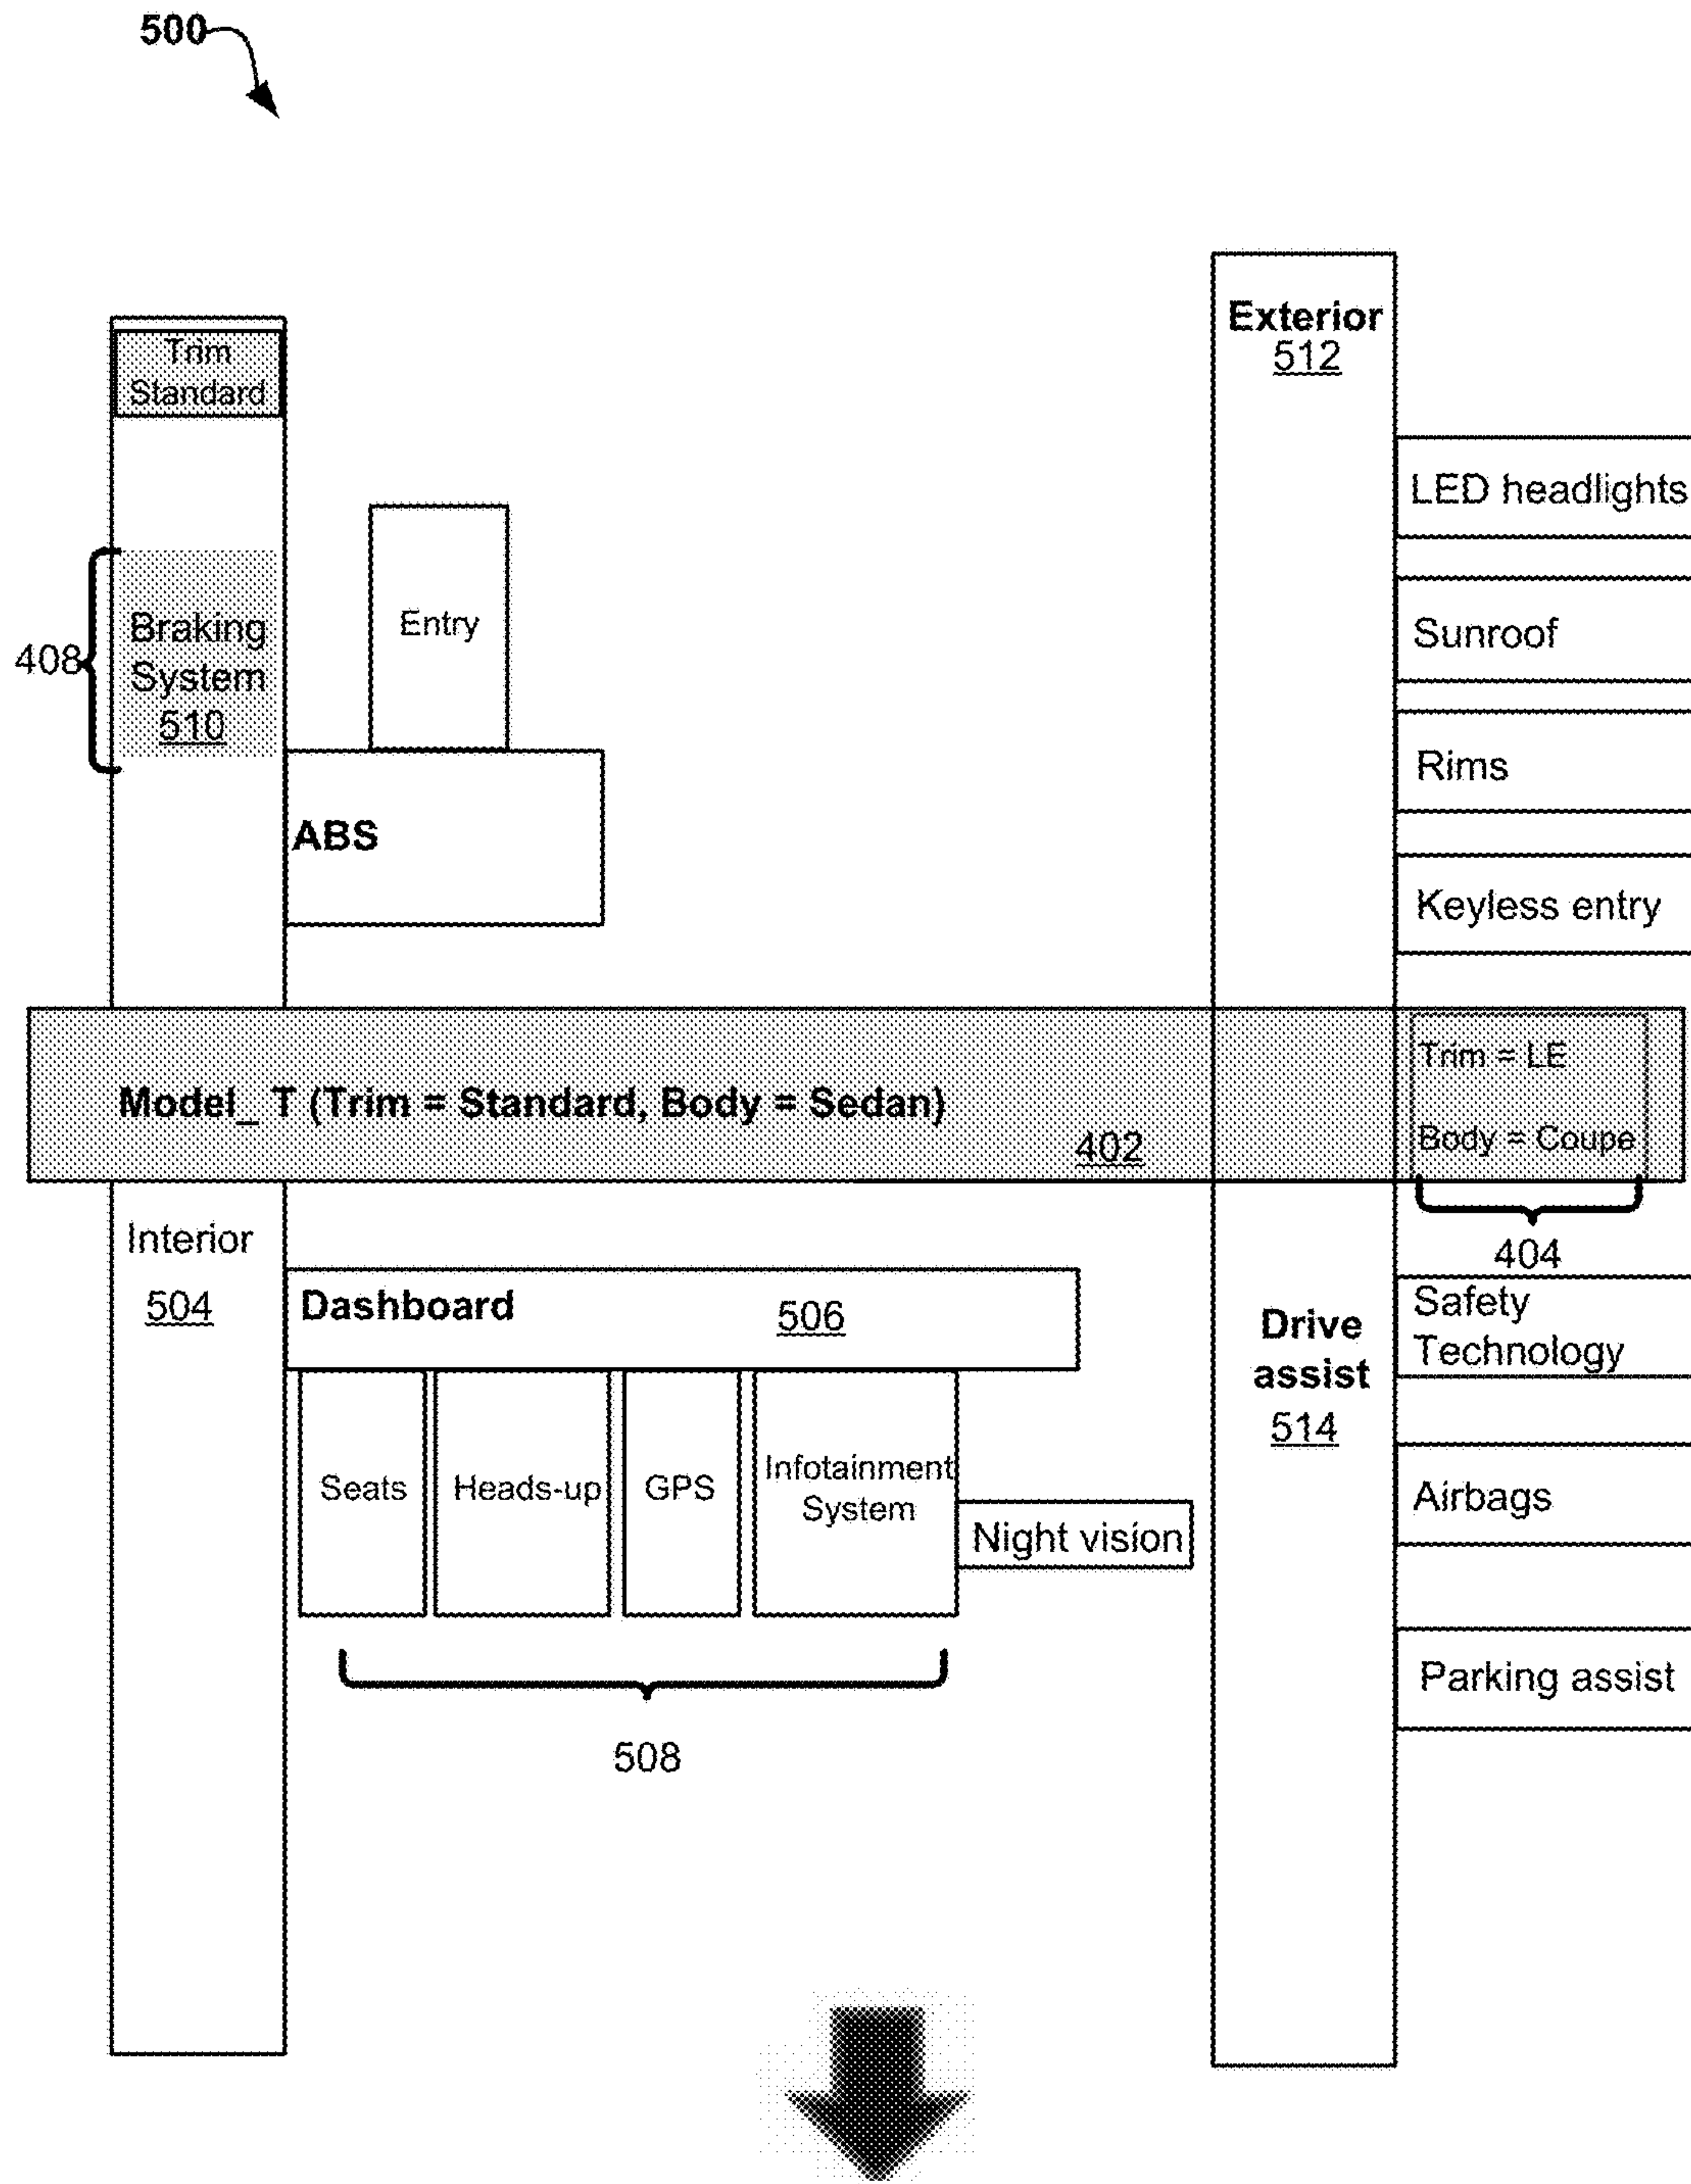 500
Exterior
512
Trim
Standard
LED headlights
Entry
Braking
System
510
408
Sunroof
Rims
ABS
Keyless entry
Model_ T (Trim = Standard, Body = Sedan)
402
Trim = LE
Body = Coupe
404
Interior
504
Dashboard
506
Drive
assist
514
Safety
Technology
Seats
Heads-up
GPS
Infotainment
System
Night vision
Airbags
508
Parking assist